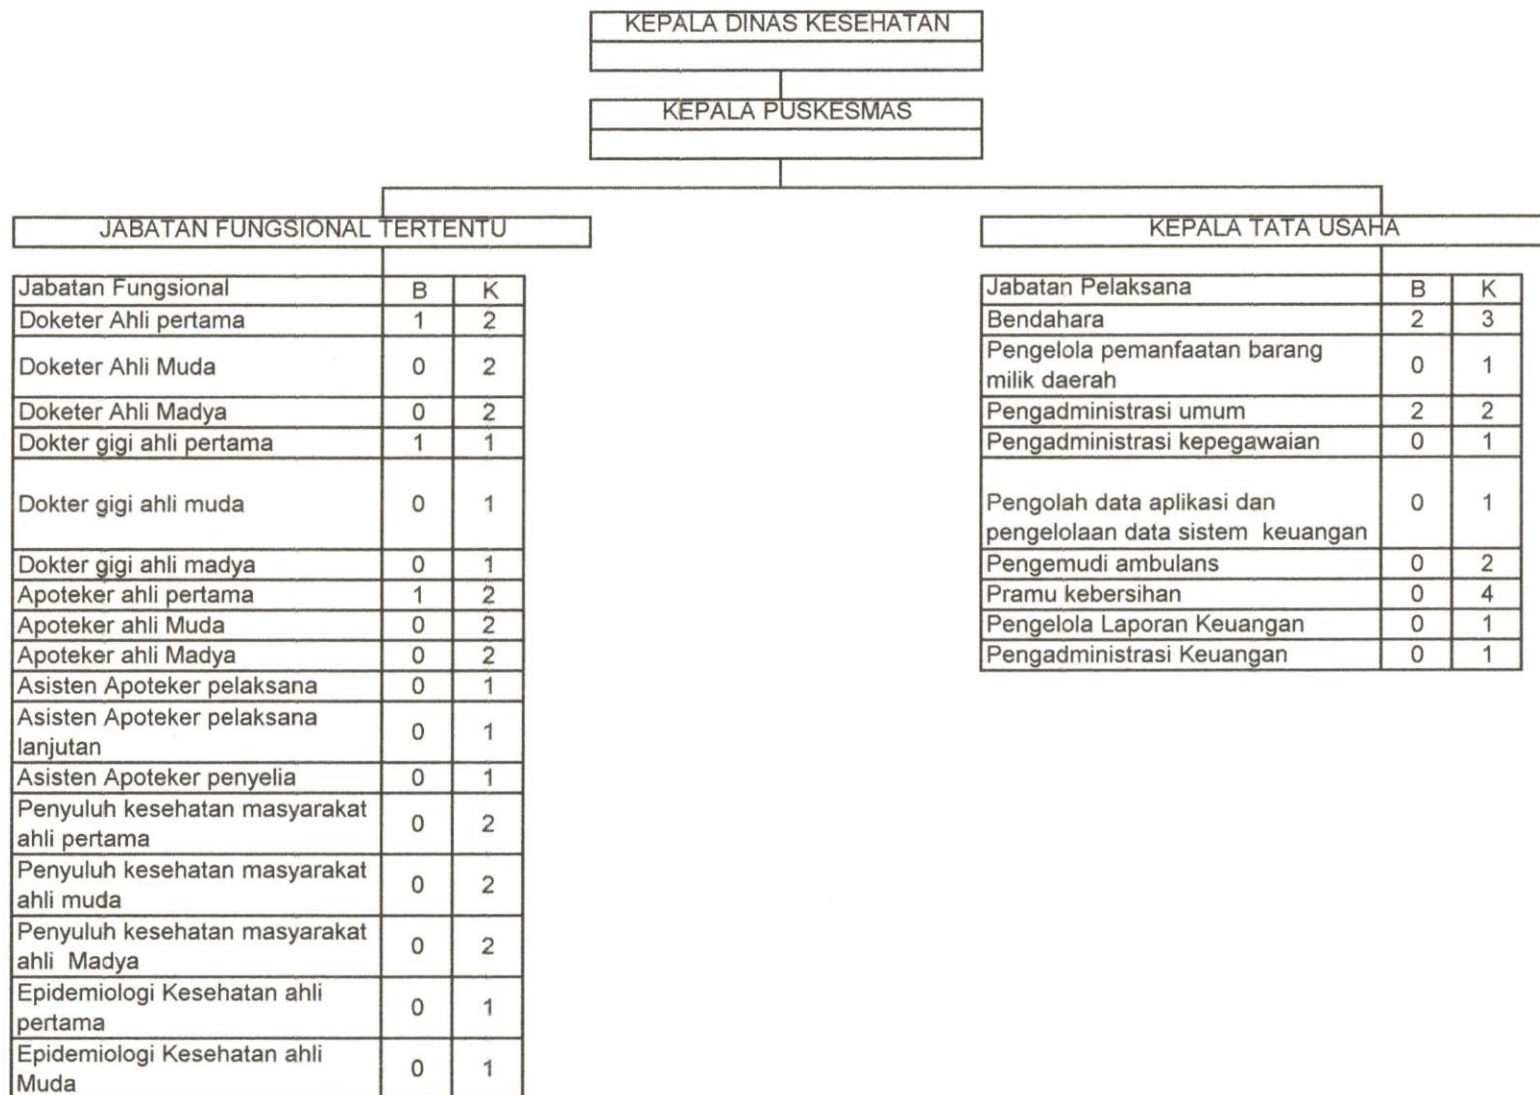 KEPALA DINAS KESEHATAN
KEPALA PUSKESMAS
JABATAN FUNGSIONAL TERTENTU
Jabatan Fungsional B K
Doketer Ahli pertama 1 2
Doketer Ahli Muda 0 2
Doketer Ahli Madya 0 2
Dokter gigi ahli pertama 1 1
Dokter gigi ahli muda 0 1
Dokter gigi ahli madya 0 1
Apoteker ahli pertama 1 2
Apoteker ahli Muda 0 2
Apoteker ahli Madya 0 2
Asisten Apoteker pelaksana 0 1
Asisten Apoteker pelaksana
lanjutan 0 1
Asisten Apoteker penyelia 0 1
Penyuluh kesehatan masyarakat
ahli pertama 0 2
Penyuluh kesehatan masyarakat
ahli muda 0 2
Penyuluh kesehatan masyarakat
ahli Madya 0 2
Epidemiologi Kesehatan ahli
pertama 0 1
Epidemiologi Kesehatan ahli
Muda 0 1
KEPALA TATA USAHA
Jabatan Pelaksana B K
Bendahara 2 3
Pengelola pemanfaatan barang
milik daerah 0 1
Pengadministrasi umum 2 2
Pengadministrasi kepegawaian 0 1
Pengolah data aplikasi dan
pengelolaan data sistem keuangan 0 1
Pengemudi ambulans 0 2
Pramu kebersihan 0 4
Pengelola Laporan Keuangan 0 1
Pengadministrasi Keuangan 0 1